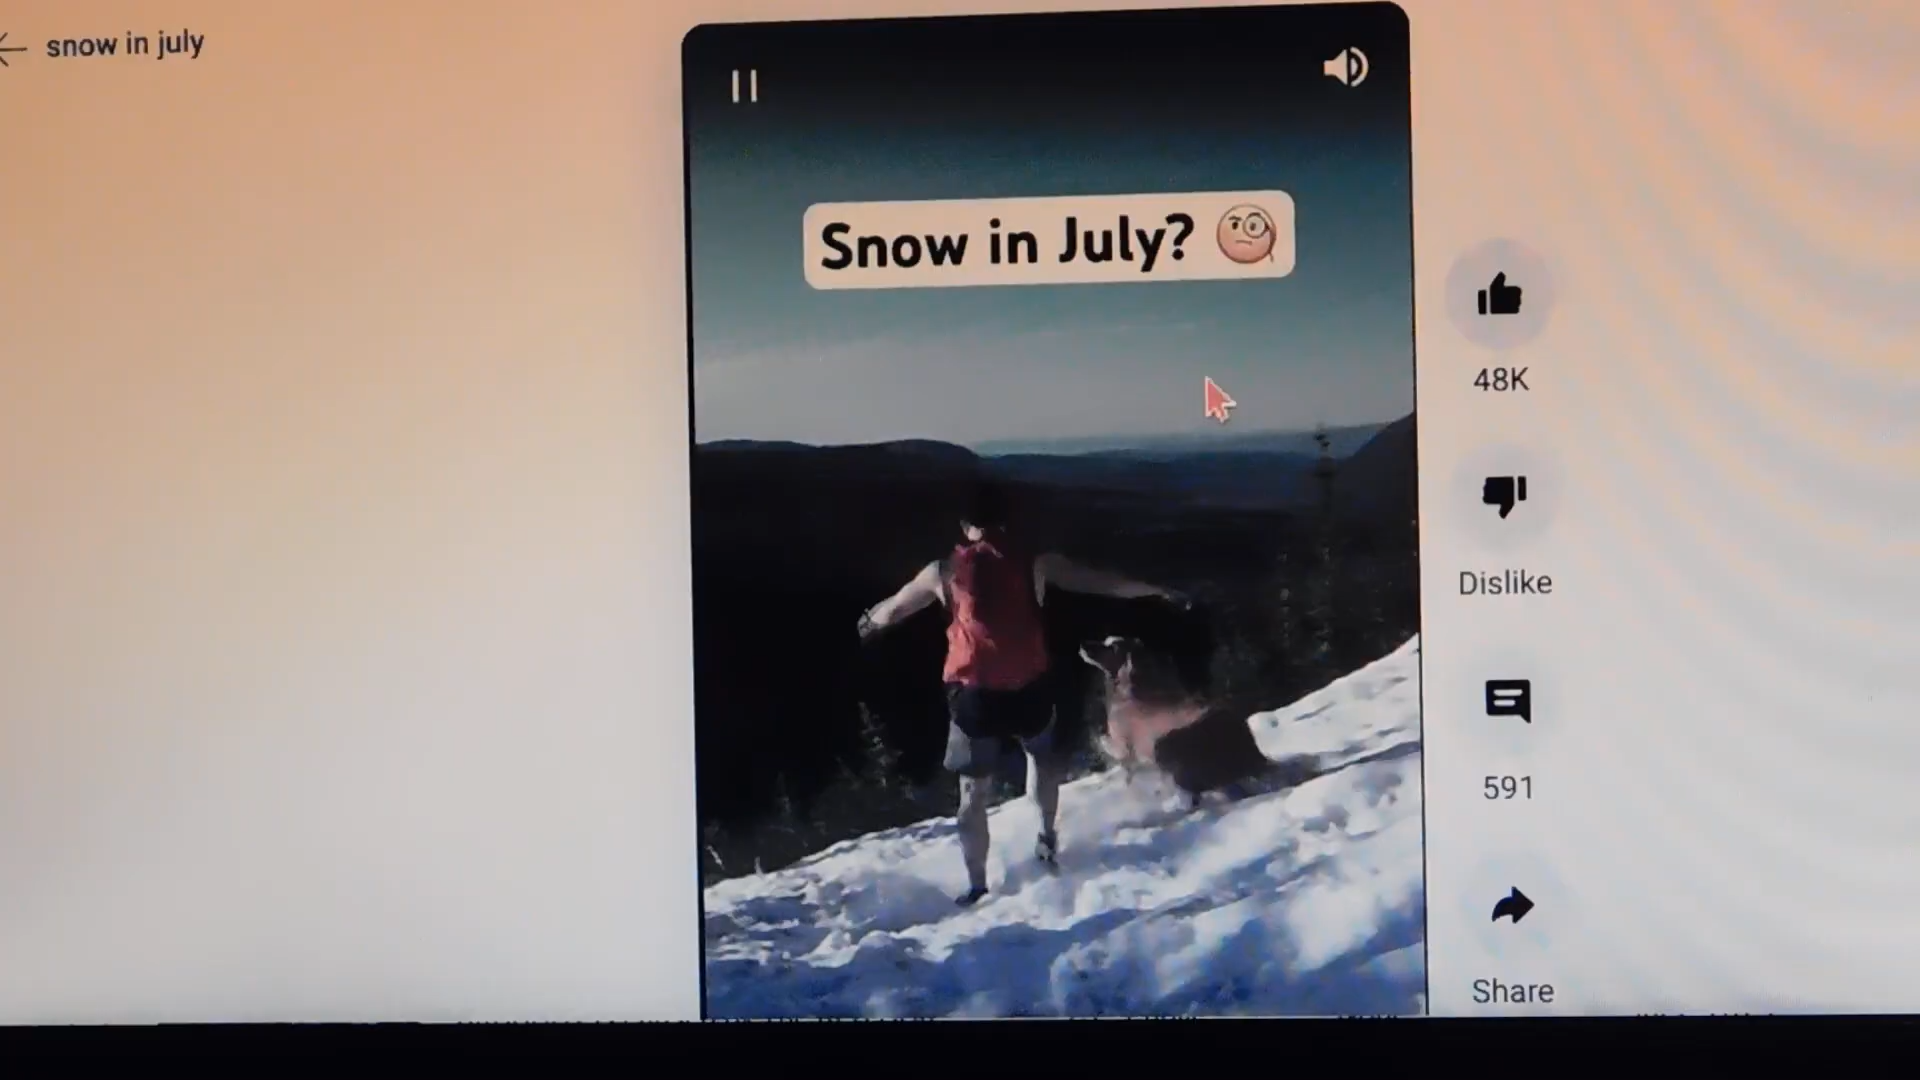 snow in july
Snow in July? 🧐
48K
Dislike
591
Share